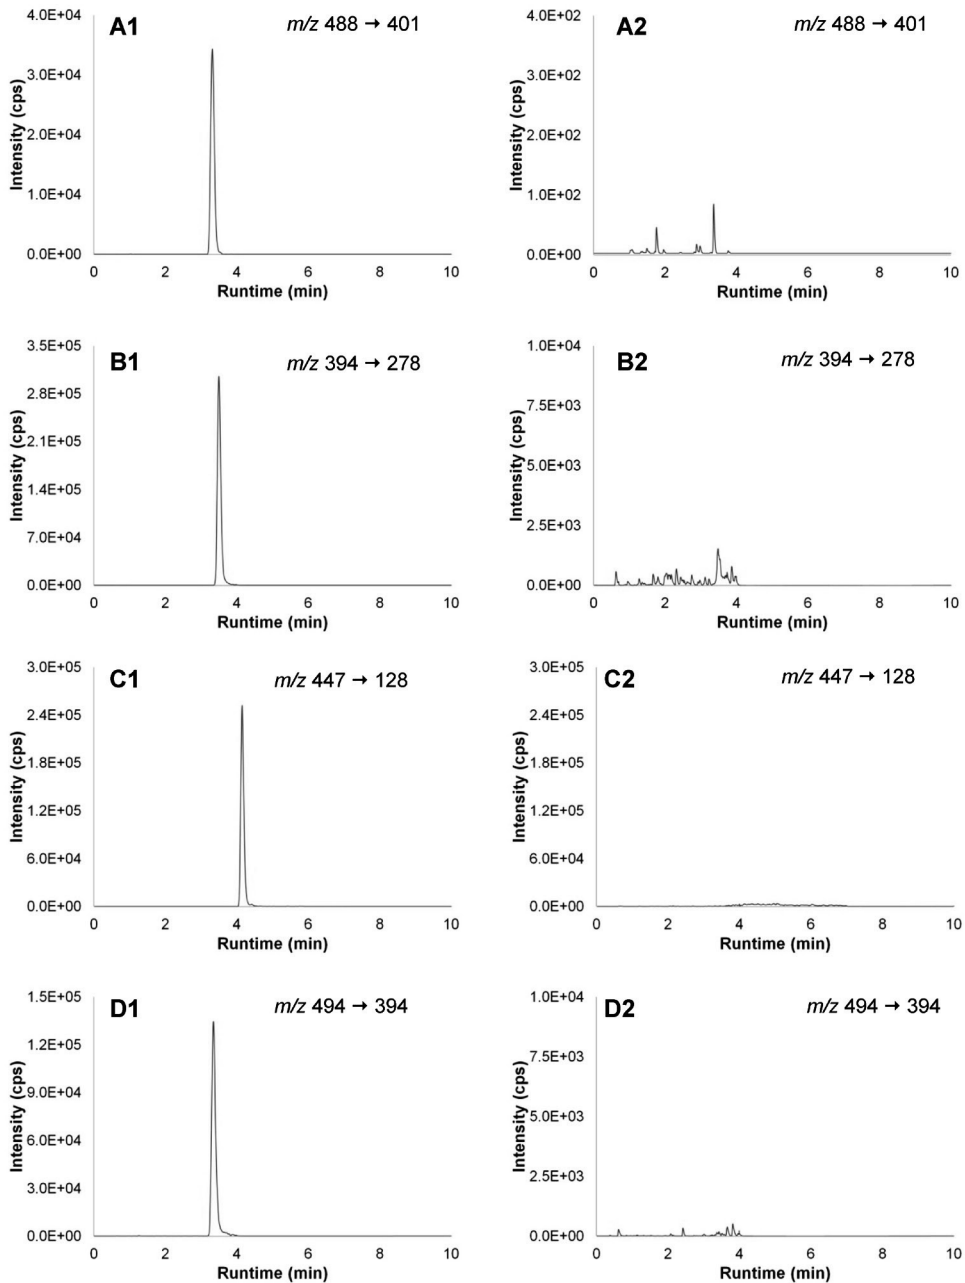 A1
m/z 488 → 401
4.0E+04
3.0E+04
2.0E+04
1.0E+04
0.0E+00
Intensity (cps)
0 2 4 6 8 10
Runtime (min)
A2
m/z 488 → 401
4.0E+02
3.0E+02
2.0E+02
1.0E+02
0.0E+00
Intensity (cps)
0 2 4 6 8 10
Runtime (min)
B1
m/z 394 → 278
3.5E+05
2.8E+05
2.1E+05
1.4E+05
7.0E+04
0.0E+00
Intensity (cps)
0 2 4 6 8 10
Runtime (min)
B2
m/z 394 → 278
1.0E+04
7.5E+03
5.0E+03
2.5E+03
0.0E+00
Intensity (cps)
0 2 4 6 8 10
Runtime (min)
C1
m/z 447 → 128
3.0E+05
2.4E+05
1.8E+05
1.2E+05
6.0E+04
0.0E+00
Intensity (cps)
0 2 4 6 8 10
Runtime (min)
C2
m/z 447 → 128
3.0E+05
2.4E+05
1.8E+05
1.2E+05
6.0E+04
0.0E+00
Intensity (cps)
0 2 4 6 8 10
Runtime (min)
D1
m/z 494 → 394
1.5E+05
1.2E+05
9.0E+04
6.0E+04
3.0E+04
0.0E+00
Intensity (cps)
0 2 4 6 8 10
Runtime (min)
D2
m/z 494 → 394
1.0E+04
7.5E+03
5.0E+03
2.5E+03
0.0E+00
Intensity (cps)
0 2 4 6 8 10
Runtime (min)